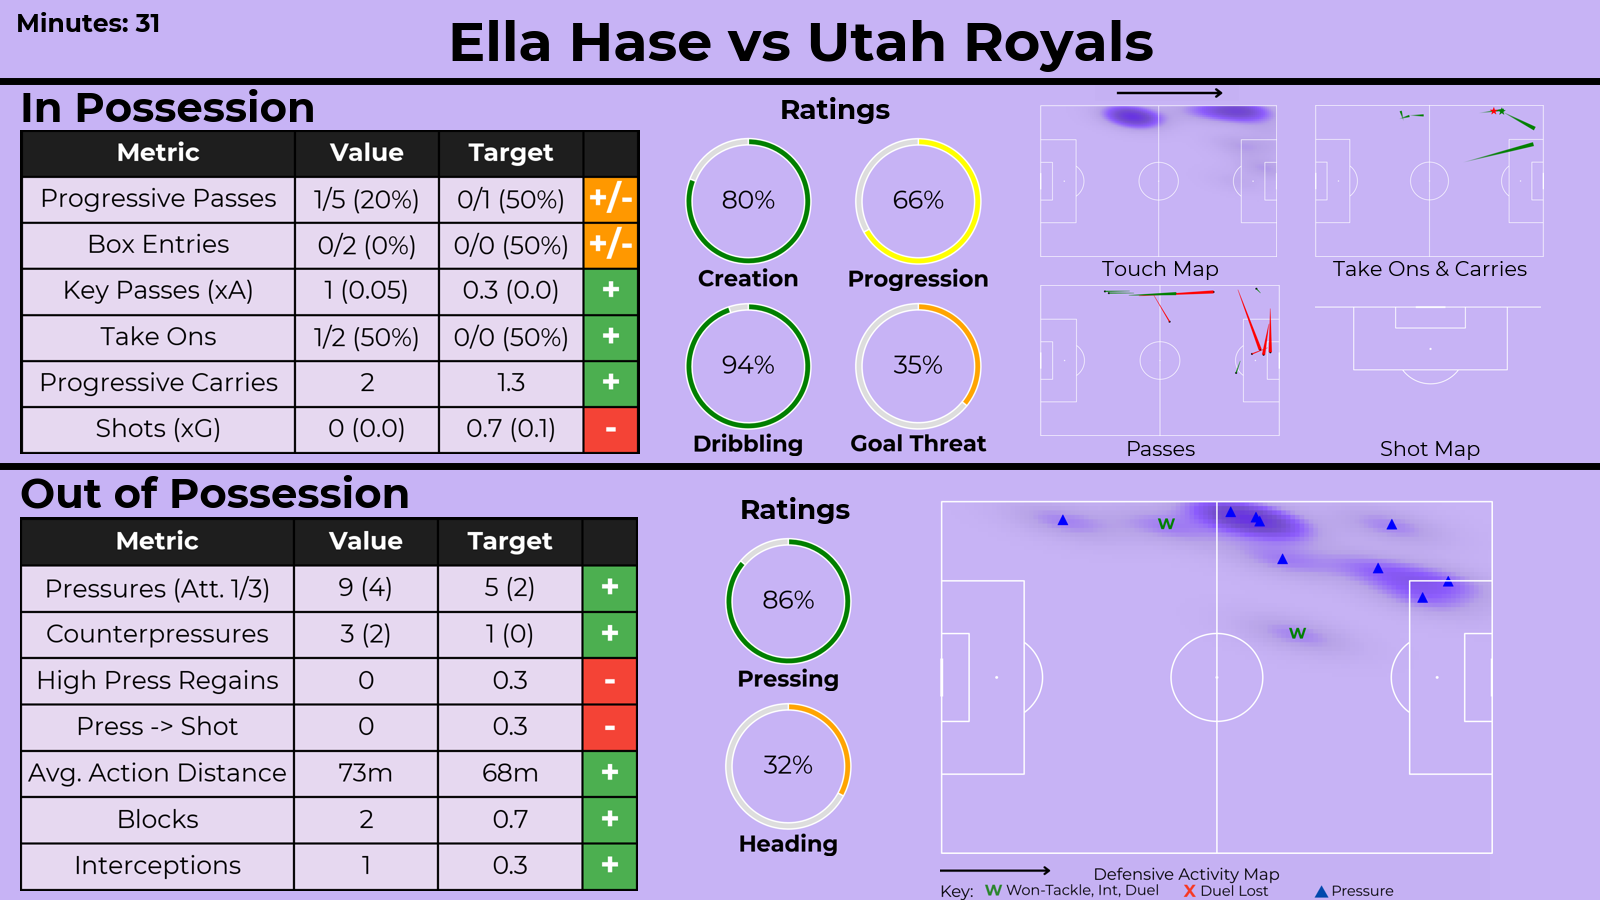 Minutes: 31
Ella Hase vs Utah Royals
In Possession
Metric Value Target
Progressive Passes 1/5 (20%) 0/1 (50%) +/-
Box Entries 0/2 (0%) 0/0 (50%) +/-
Key Passes (xA) 1 (0.05) 0.3 (0.0) +
Take Ons 1/2 (50%) 0/0 (50%) +
Progressive Carries 2 1.3 +
Shots (xG) 0 (0.0) 0.7 (0.1) -
Ratings
80% 66%
Creation Progression
94% 35%
Dribbling Goal Threat
Touch Map Take Ons & Carries
Passes Shot Map
Out of Possession
Metric Value Target
Pressures (Att. 1/3) 9 (4) 5 (2) +
Counterpressures 3 (2) 1 (0) +
High Press Regains 0 0.3 -
Press -> Shot 0 0.3 -
Avg. Action Distance 73m 68m +
Blocks 2 0.7 +
Interceptions 1 0.3 +
Ratings
86%
Pressing
32%
Heading
W
W
Defensive Activity Map
Key: W Won-Tackle, Int, Duel X Duel Lost Pressure